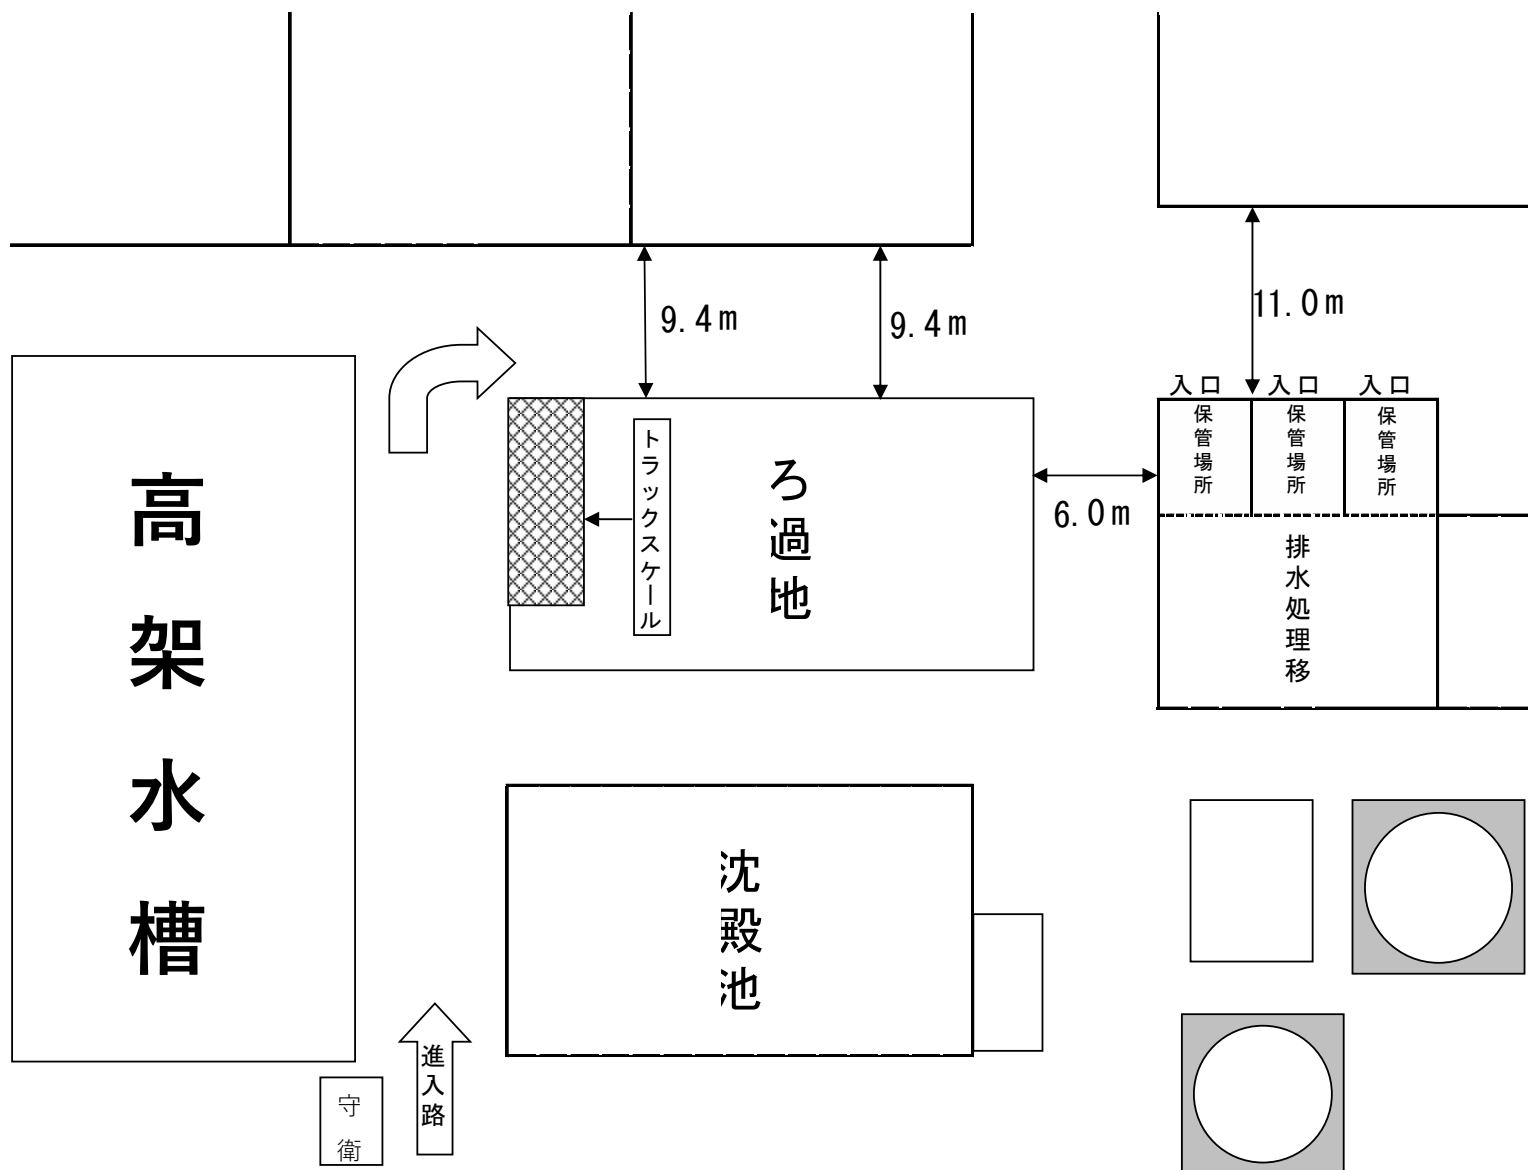 9.4m
9.4m
11.0m
入口
入口
入口
保管場所
保管場所
保管場所
トラックスケール
ろ過地
6.0m
排水処理移
高架水槽
沈殿池
進入路
守衛